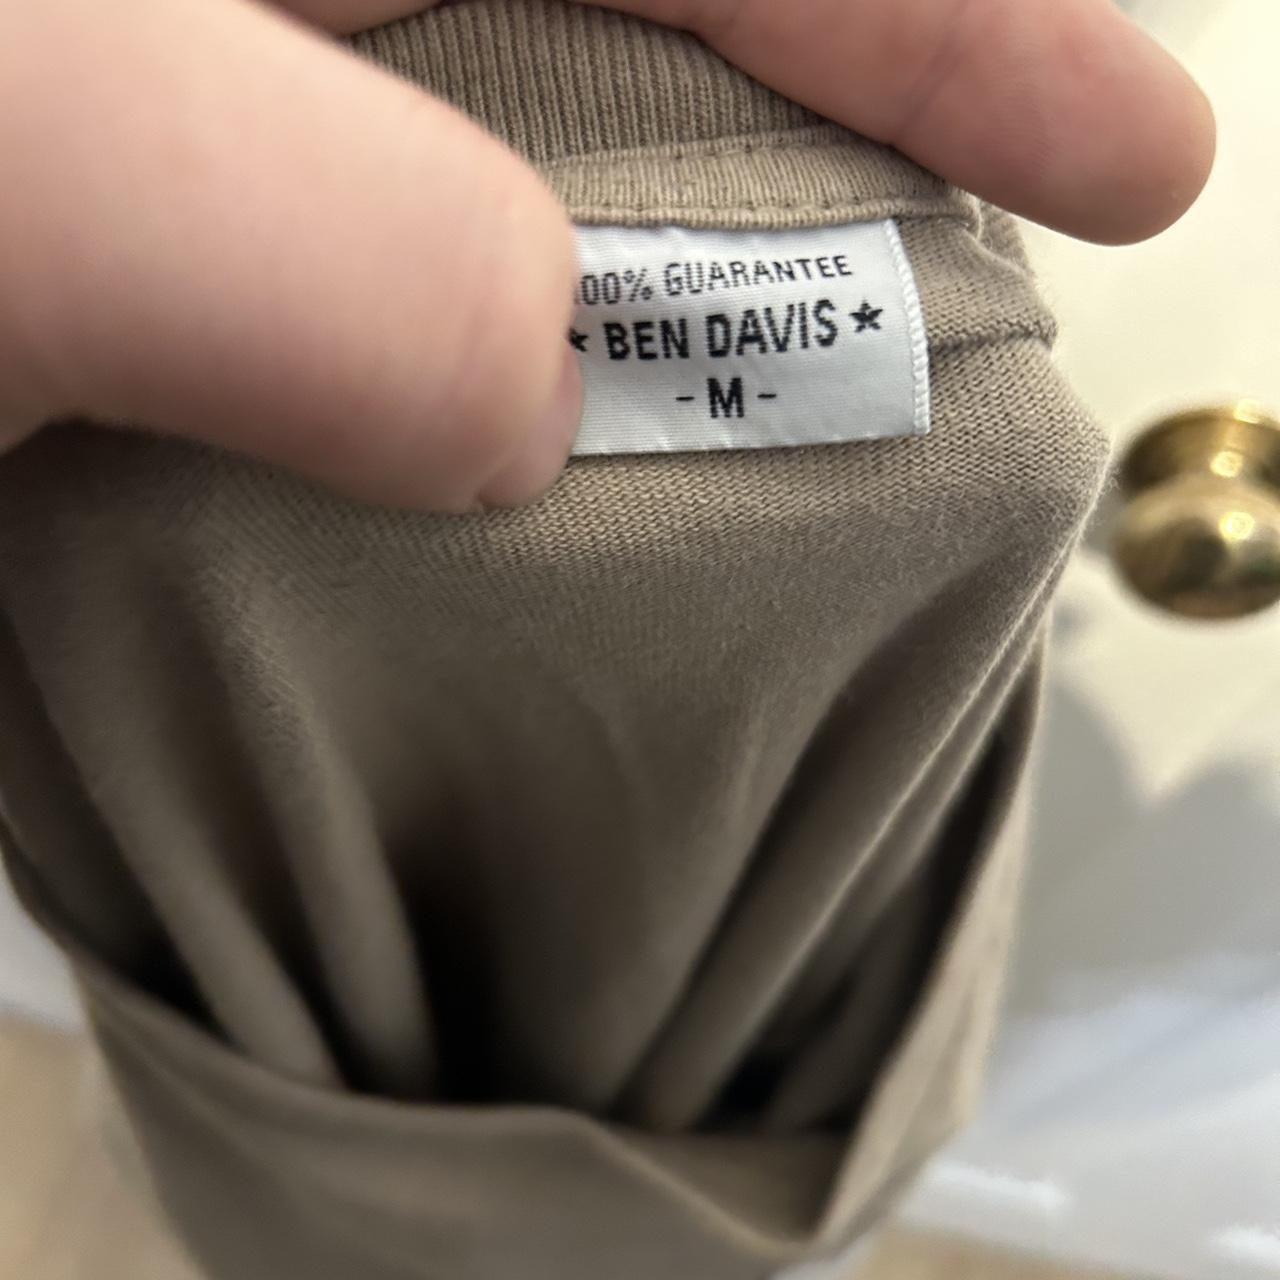 00% GUARANTEE
★ BEN DAVIS ★
- M -